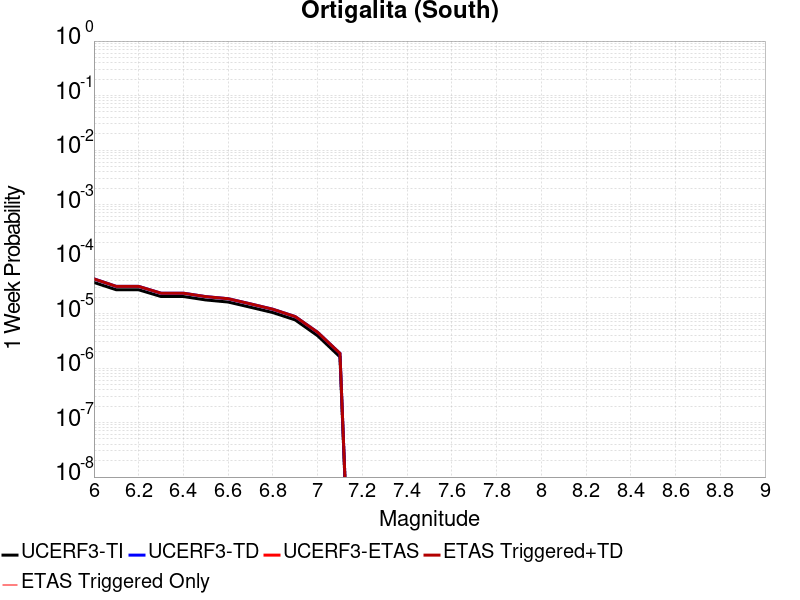 Ortigalita (South)
10^0
10^-1
10^-2
10^-3
10^-4
10^-5
10^-6
10^-7
10^-8
1 Week Probability
6 6.2 6.4 6.6 6.8 7 7.2 7.4 7.6 7.8 8 8.2 8.4 8.6 8.8 9
Magnitude
UCERF3-TI UCERF3-TD UCERF3-ETAS ETAS Triggered+TD
ETAS Triggered Only